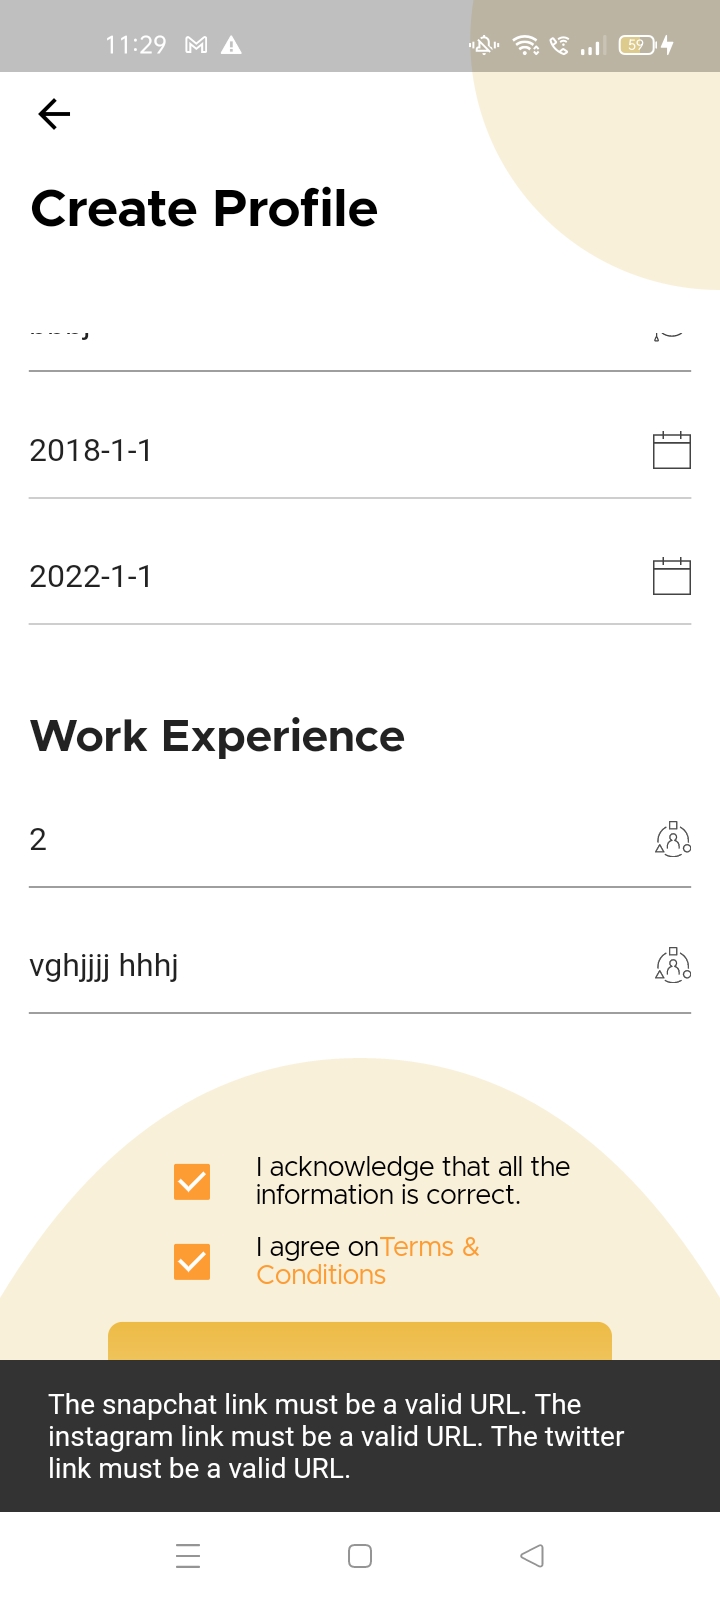 11:29
59
Create Profile
2018-1-1
2022-1-1
Work Experience
2
vghjjjj hhhj
I acknowledge that all the
information is correct.
I agree onTerms &
Conditions
The snapchat link must be a valid URL. The
instagram link must be a valid URL. The twitter
link must be a valid URL.